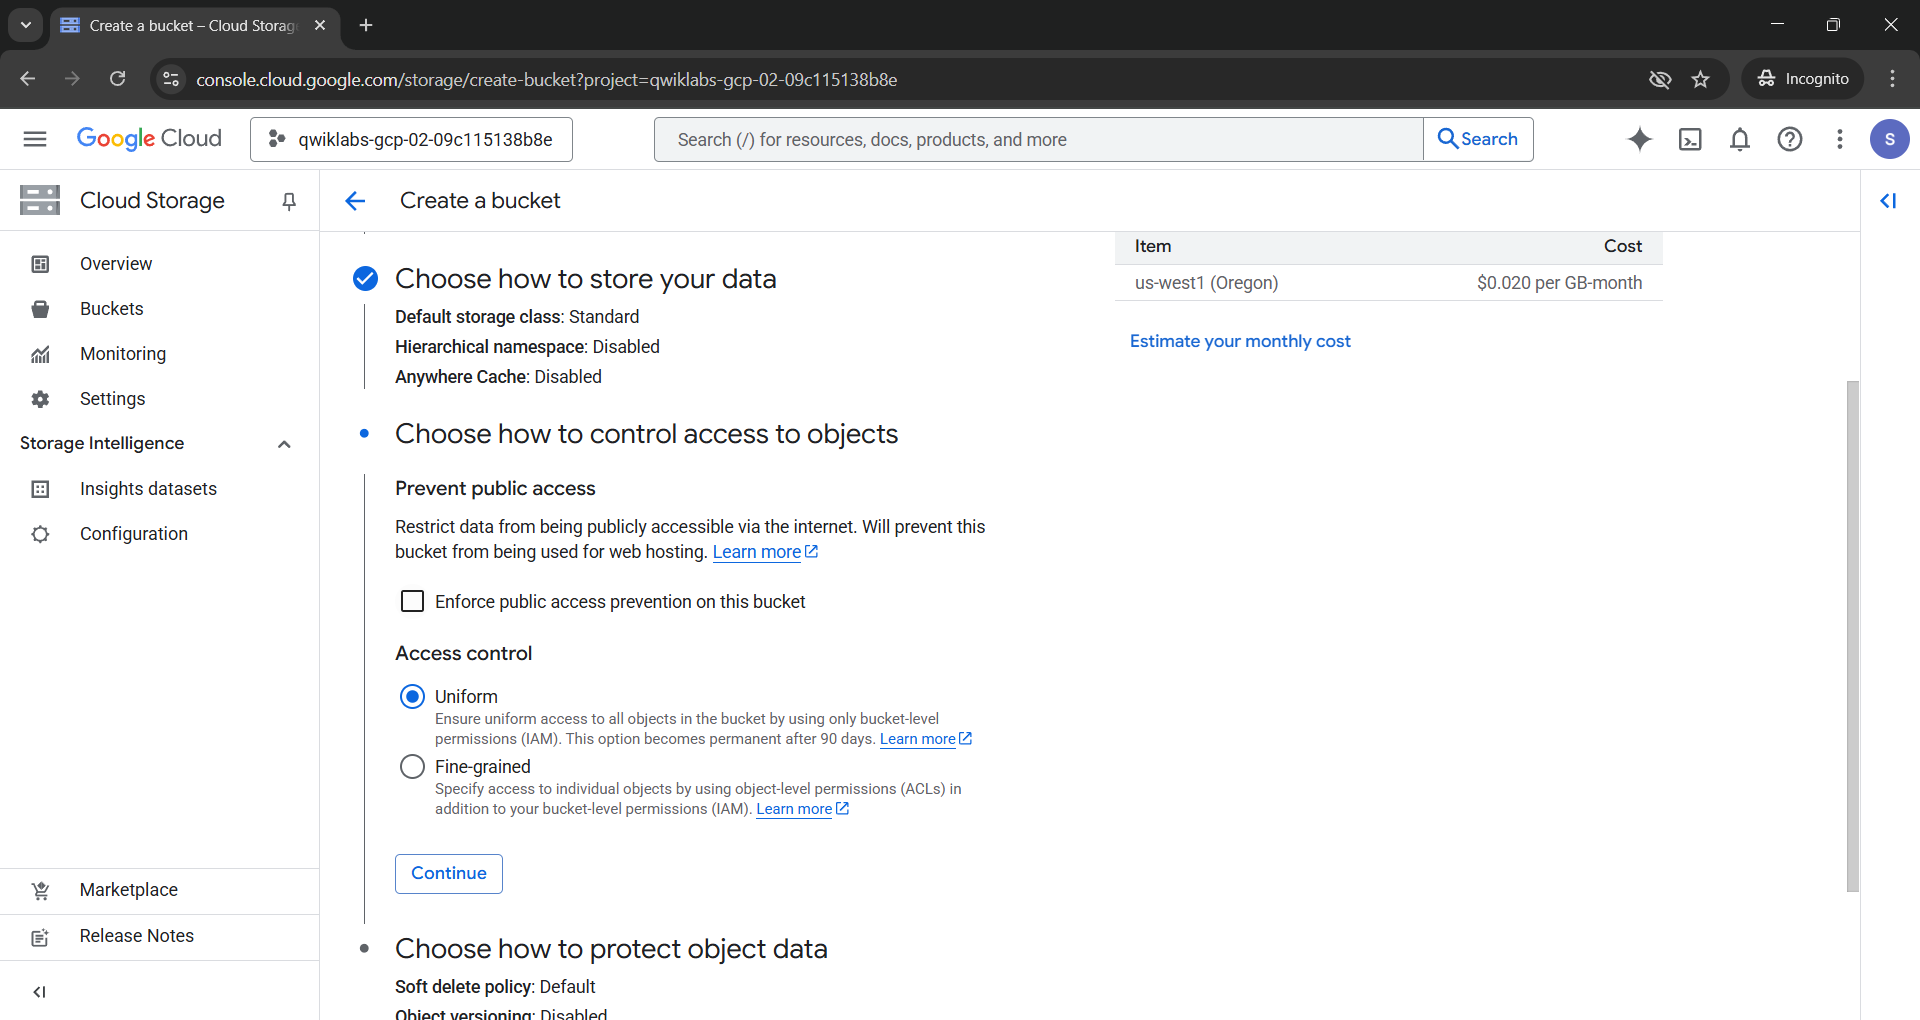 Create a bucket – Cloud Storag
console.cloud.google.com/storage/create-bucket?project=qwiklabs-gcp-02-09c115138b8e
Incognito
Google Cloud
qwiklabs-gcp-02-09c115138b8e
Search (/) for resources, docs, products, and more
Search
S
Cloud Storage
Overview
Buckets
Monitoring
Settings
Storage Intelligence
Insights datasets
Configuration
Marketplace
Release Notes
Create a bucket
Choose how to store your data
Default storage class: Standard
Hierarchical namespace: Disabled
Anywhere Cache: Disabled
Choose how to control access to objects
Prevent public access
Restrict data from being publicly accessible via the internet. Will prevent this
bucket from being used for web hosting. Learn more
Enforce public access prevention on this bucket
Access control
Uniform
Ensure uniform access to all objects in the bucket by using only bucket-level
permissions (IAM). This option becomes permanent after 90 days. Learn more
Fine-grained
Specify access to individual objects by using object-level permissions (ACLs) in
addition to your bucket-level permissions (IAM). Learn more
Continue
Choose how to protect object data
Soft delete policy: Default
Object versioning: Disabled
Item Cost
us-west1 (Oregon) $0.020 per GB-month
Estimate your monthly cost